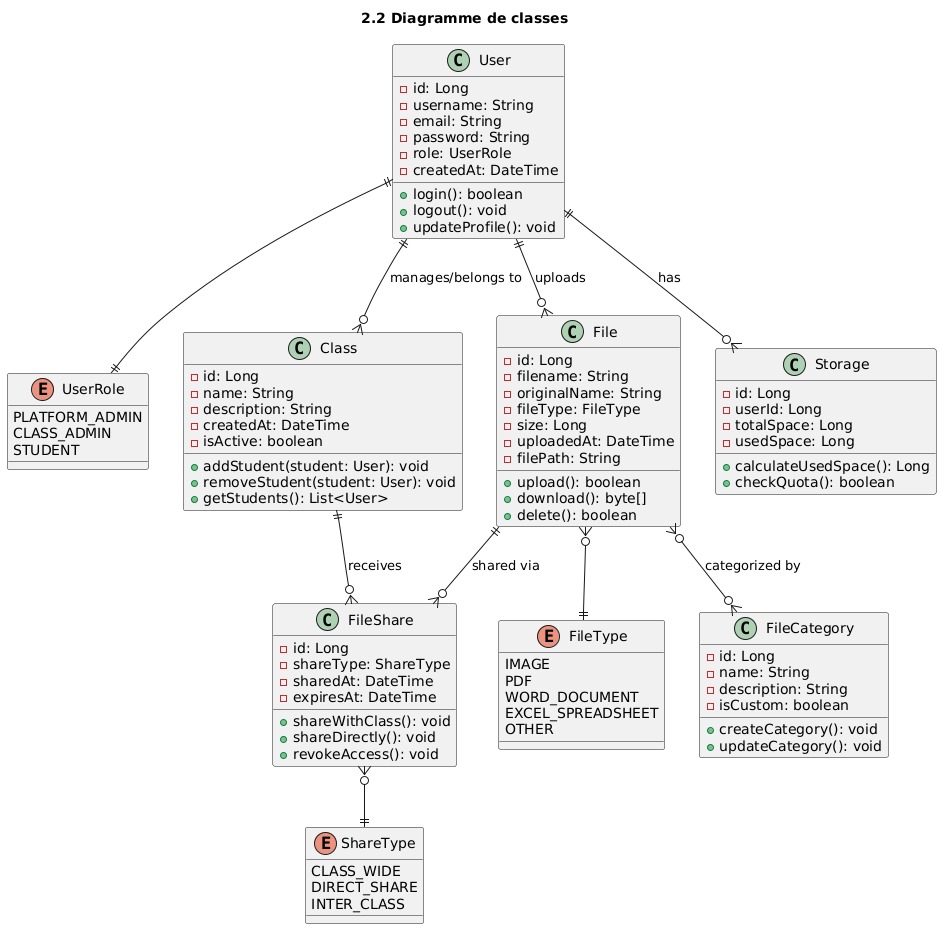 2.2 Diagramme de classes
C User
id: Long
username: String
email: String
password: String
role: UserRole
createdAt: DateTime
login(): boolean
logout(): void
updateProfile(): void
manages/belongs to
uploads
has
E UserRole
PLATFORM_ADMIN
CLASS_ADMIN
STUDENT
C Class
id: Long
name: String
description: String
createdAt: DateTime
isActive: boolean
addStudent(student: User): void
removeStudent(student: User): void
getStudents(): List<User>
C File
id: Long
filename: String
originalName: String
fileType: FileType
size: Long
uploadedAt: DateTime
filePath: String
upload(): boolean
download(): byte[]
delete(): boolean
C Storage
id: Long
userId: Long
totalSpace: Long
usedSpace: Long
calculateUsedSpace(): Long
checkQuota(): boolean
receives
shared via
categorized by
C FileShare
id: Long
shareType: ShareType
sharedAt: DateTime
expiresAt: DateTime
shareWithClass(): void
shareDirectly(): void
revokeAccess(): void
E FileType
IMAGE
PDF
WORD_DOCUMENT
EXCEL_SPREADSHEET
OTHER
C FileCategory
id: Long
name: String
description: String
isCustom: boolean
createCategory(): void
updateCategory(): void
E ShareType
CLASS_WIDE
DIRECT_SHARE
INTER_CLASS